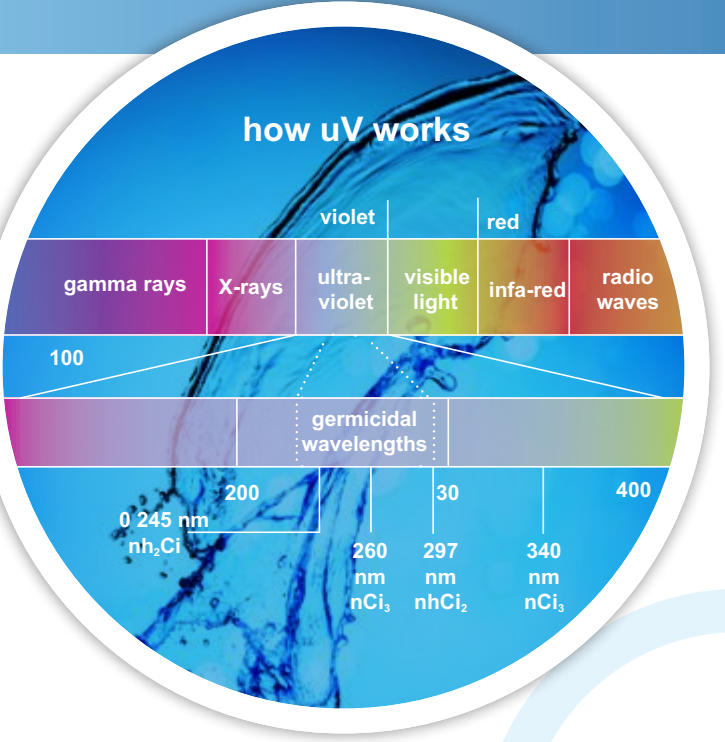 how uV works
violet
red
gamma rays
X-rays
ultra-
violet
visible
light
infa-red
radio
waves
100
germicidal
wavelengths
200
30
400
0 245 nm
nh₂Ci
260
nm
nCi₃
297
nm
nhCi₂
340
nm
nCi₃